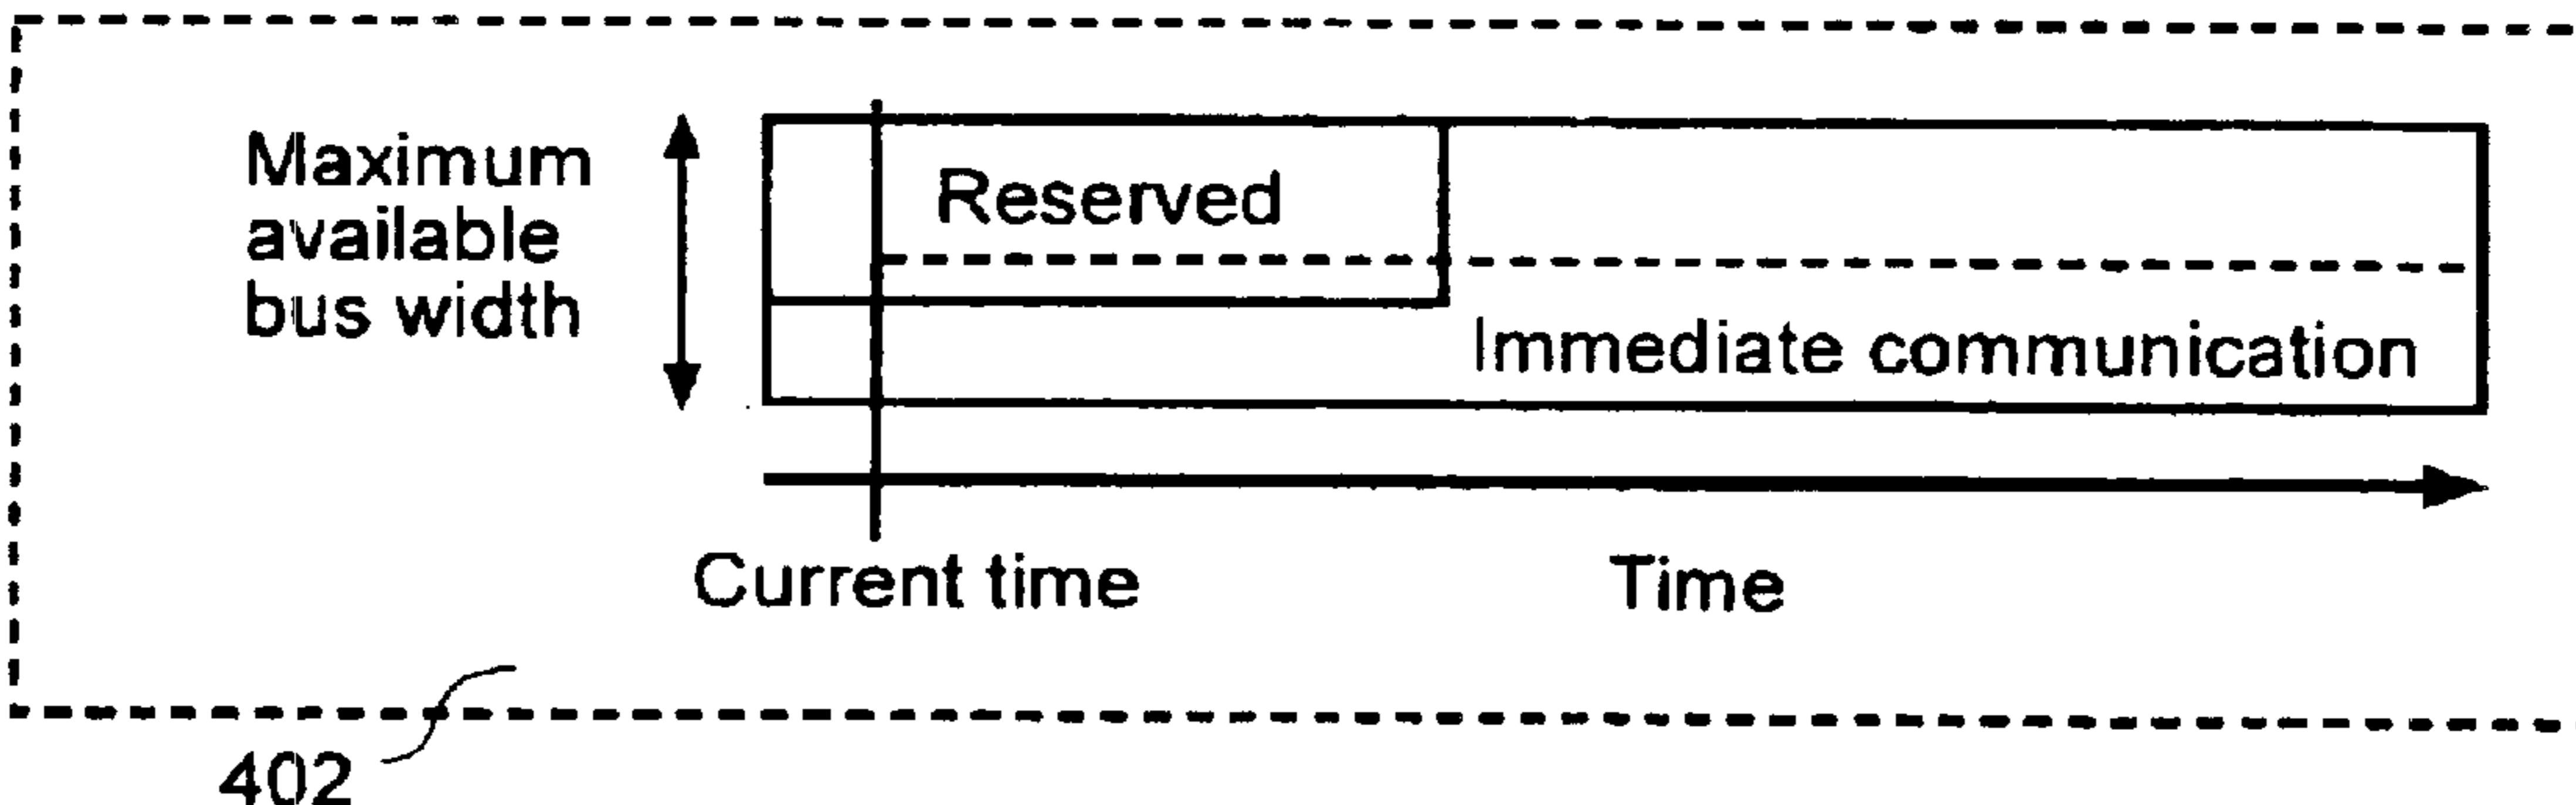 Maximum
available
bus width
Reserved
Immediate communication
Current time
Time
402